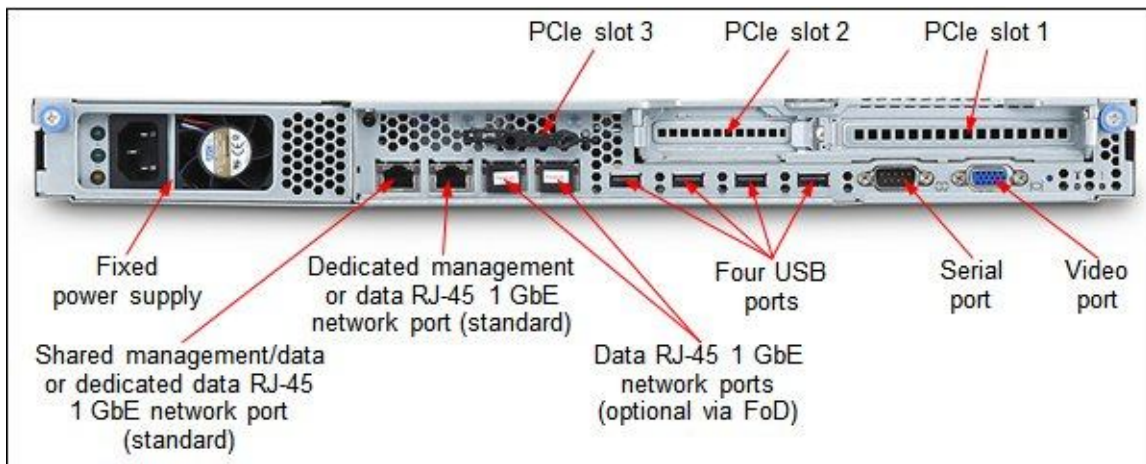 PCIe slot 3
PCIe slot 2
PCIe slot 1
Fixed
power supply
Dedicated management
or data RJ-45 1 GbE
network port (standard)
Four USB
ports
Serial
port
Video
port
Shared management/data
or dedicated data RJ-45
1 GbE network port
(standard)
Data RJ-45 1 GbE
network ports
(optional via FoD)